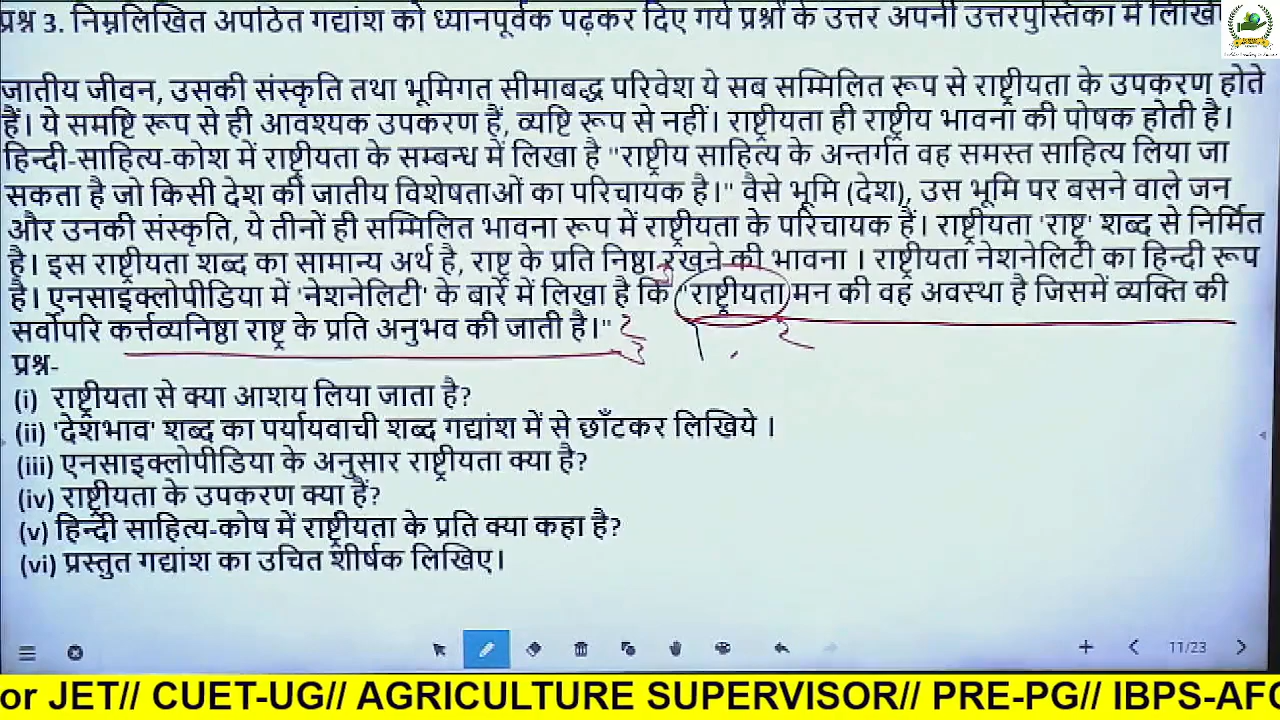 प्रश्न 3. निम्नलिखित अपठित गद्यांश को ध्यानपूर्वक पढ़कर दिए गये प्रश्नों के उत्तर अपनी उत्तरपुस्तिका में
जातीय जीवन, उसकी संस्कृति तथा भूमिगत सीमाबद्ध परिवेश ये सब सम्मिलित रूप से राष्ट्रीयता के उपकरण होते
हैं। ये समष्टि रूप से ही आवश्यक उपकरण हैं, व्यष्टि रूप से नहीं। राष्ट्रीयता ही राष्ट्रीय भावना की पोषक होती है।
हिन्दी-साहित्य-कोश में राष्ट्रीयता के सम्बन्ध में लिखा है "राष्ट्रीय साहित्य के अन्तर्गत वह समस्त साहित्य लिया जा
सकता है जो किसी देश की जातीय विशेषताओं का परिचायक है।" वैसे भूमि (देश), उस भूमि पर बसने वाले जन
और उनकी संस्कृति, ये तीनों ही सम्मिलित भावना रूप में राष्ट्रीयता के परिचायक हैं। राष्ट्रीयता 'राष्ट्र' शब्द से निर्मित
है। इस राष्ट्रीयता शब्द का सामान्य अर्थ है, राष्ट्र के प्रति निष्ठा रखने की भावना । राष्ट्रीयता नेशनेलिटी का हिन्दी रूप
है। एनसाइक्लोपीडिया में 'नेशनेलिटी' के बारे में लिखा है कि "राष्ट्रीयता मन की वह अवस्था है जिसमें व्यक्ति की
सर्वोपरि कर्त्तव्यनिष्ठा राष्ट्र के प्रति अनुभव की जाती है।"
प्रश्न-
(i) राष्ट्रीयता से क्या आशय लिया जाता है?
(ii) 'देशभाव' शब्द का पर्यायवाची शब्द गद्यांश में से छाँटकर लिखिये ।
(iii) एनसाइक्लोपीडिया के अनुसार राष्ट्रीयता क्या है?
(iv) राष्ट्रीयता के उपकरण क्या हैं?
(v) हिन्दी साहित्य-कोष में राष्ट्रीयता के प्रति क्या कहा है?
(vi) प्रस्तुत गद्यांश का उचित शीर्षक लिखिए।
11/23
or JET// CUET-UG// AGRICULTURE SUPERVISOR// PRE-PG// IBPS-AFO